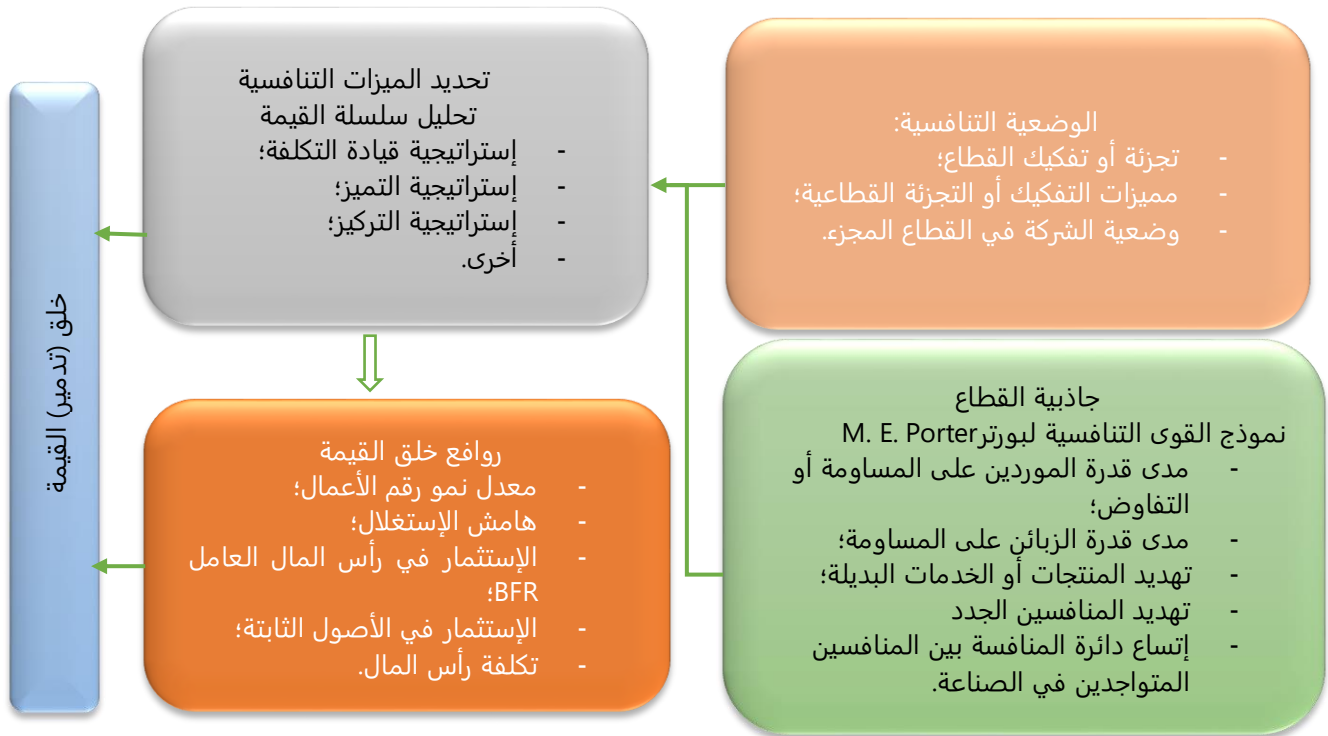 الوضعية التنافسية:
- تجزئة أو تفكيك القطاع؛
- مميزات التفكيك أو التجزئة القطاعية؛
- وضعية الشركة في القطاع المجزء.
جاذبية القطاع
نموذج القوى التنافسية لبورترM. E. Porter
- مدى قدرة الموردين على المساومة أو
التفاوض؛
- مدى قدرة الزبائن على المساومة؛
- تهديد المنتجات أو الخدمات البديلة؛
- تهديد المنافسين الجدد
- إتساع دائرة المنافسة بين المنافسين
المتواجدين في الصناعة.
تحديد الميزات التنافسية
تحليل سلسلة القيمة
- إستراتيجية قيادة التكلفة؛
- إستراتيجية التميز؛
- إستراتيجية التركيز؛
- أخرى.
روافع خلق القيمة
- معدل نمو رقم الأعمال؛
- هامش الإستغلال؛
- الإستثمار في رأس المال العامل
BFR؛
- الإستثمار في الأصول الثابتة؛
- تكلفة رأس المال.
خلق (تدمير) القيمة